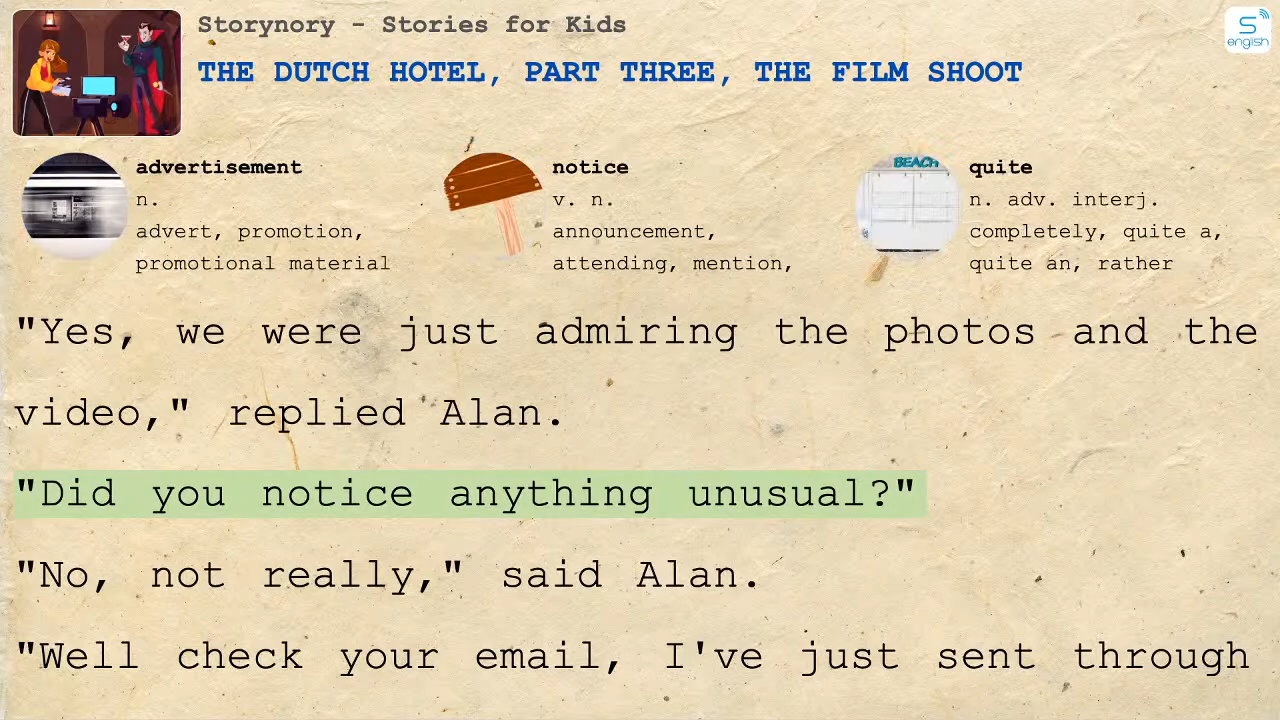 Storynory - Stories for Kids
THE DUTCH HOTEL, PART THREE, THE FILM SHOOT
S
english
advertisement
n.
advert, promotion,
promotional material
notice
v. n.
announcement,
attending, mention,
BEACH
quite
n. adv. interj.
completely, quite a,
quite an, rather
"Yes, we were just admiring the photos and the
video," replied Alan.
"Did you notice anything unusual?"
"No, not really," said Alan.
"Well check your email, I've just sent through